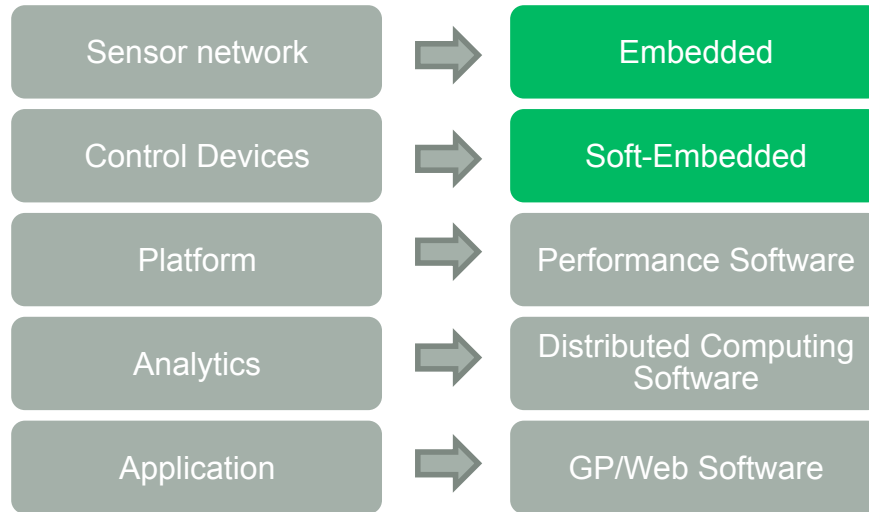 Sensor network
Embedded
Control Devices
Soft-Embedded
Platform
Performance Software
Analytics
Distributed Computing
Software
Application
GP/Web Software